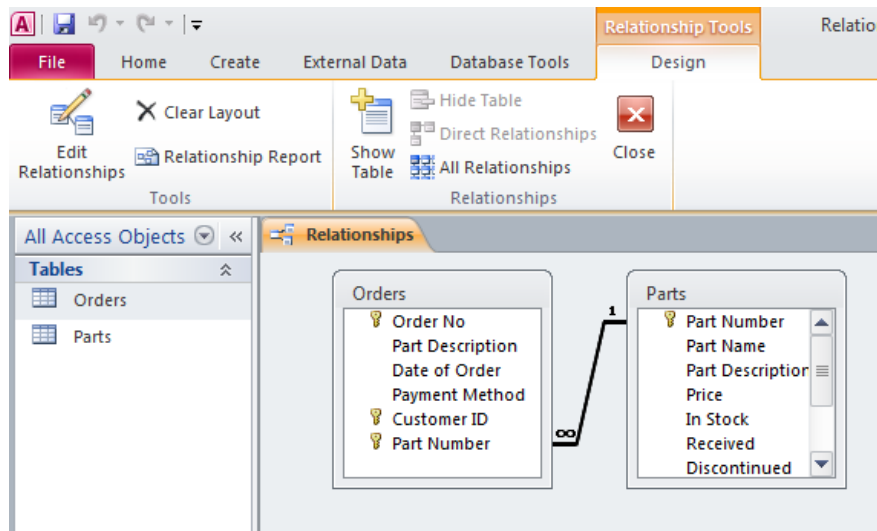 A
Relationship Tools
Relatio
File Home Create External Data Database Tools Design
Edit Relationships
Clear Layout
Relationship Report
Tools
Show Table
Hide Table
Direct Relationships
All Relationships
Relationships
Close
All Access Objects «
Tables
Orders
Parts
Relationships
Orders
Order No
Part Description
Date of Order
Payment Method
Customer ID
Part Number
∞
1
Parts
Part Number
Part Name
Part Description
Price
In Stock
Received
Discontinued